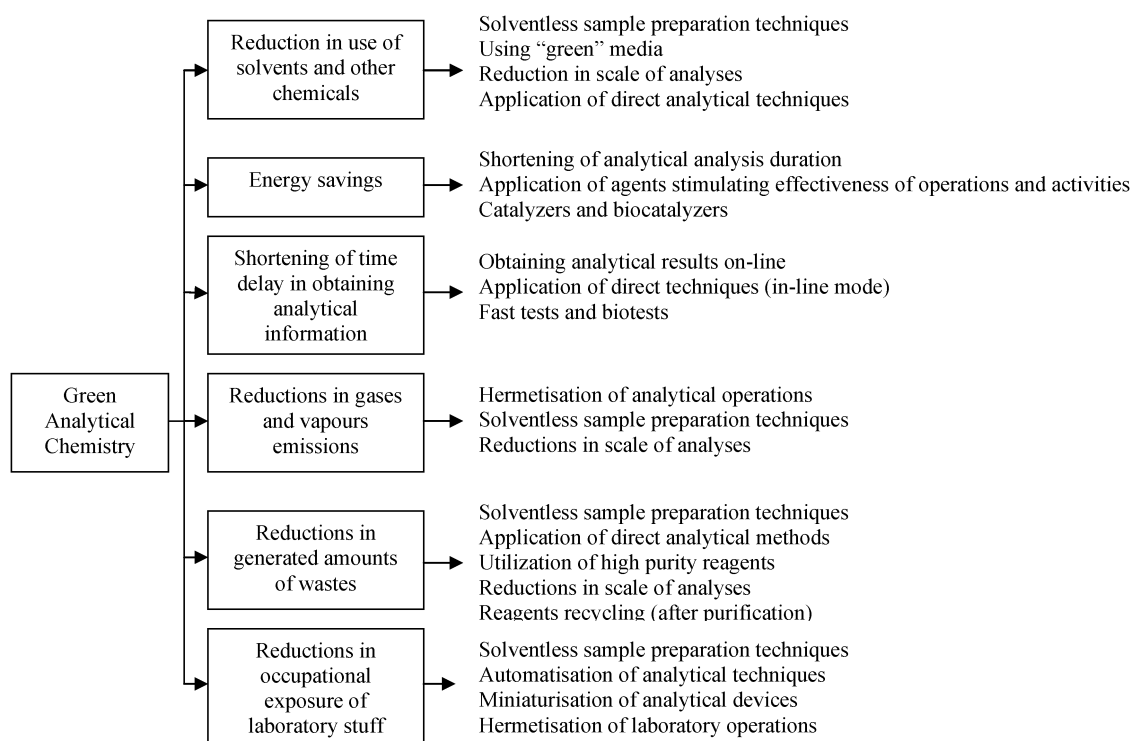 Green
Analytical
Chemistry
Reduction in use of
solvents and other
chemicals
Solventless sample preparation techniques
Using “green” media
Reduction in scale of analyses
Application of direct analytical techniques
Energy savings
Shortening of analytical analysis duration
Application of agents stimulating effectiveness of operations and activities
Catalyzers and biocatalyzers
Shortening of time
delay in obtaining
analytical
information
Obtaining analytical results on-line
Application of direct techniques (in-line mode)
Fast tests and biotests
Reductions in gases
and vapours
emissions
Hermetisation of analytical operations
Solventless sample preparation techniques
Reductions in scale of analyses
Reductions in
generated amounts
of wastes
Solventless sample preparation techniques
Application of direct analytical methods
Utilization of high purity reagents
Reductions in scale of analyses
Reagents recycling (after purification)
Reductions in
occupational
exposure of
laboratory stuff
Solventless sample preparation techniques
Automatisation of analytical techniques
Miniaturisation of analytical devices
Hermetisation of laboratory operations